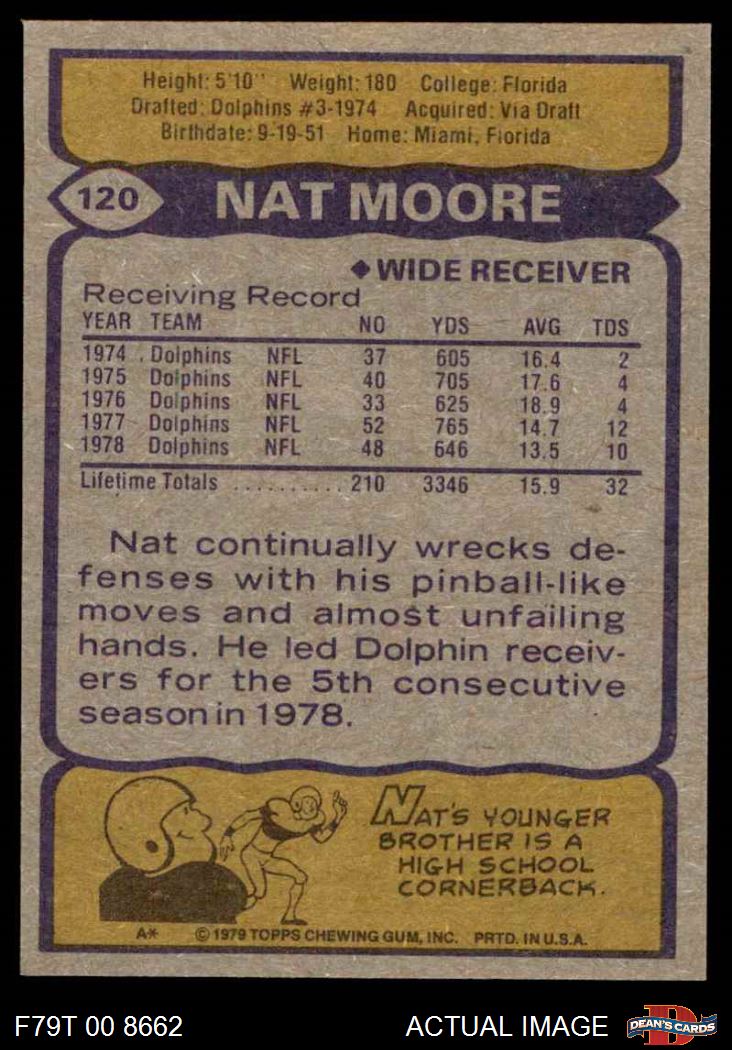 Height: 5'10" Weight: 180 College: Florida
Drafted: Dolphins #3-1974 Acquired: Via Draft
Birthdate: 9-19-51 Home: Miami, Florida
120 NAT MOORE
◆ WIDE RECEIVER
Receiving Record
YEAR TEAM NO YDS AVG TDS
1974 Dolphins NFL 37 605 16.4 2
1975 Dolphins NFL 40 705 17.6 4
1976 Dolphins NFL 33 625 18.9 4
1977 Dolphins NFL 52 765 14.7 12
1978 Dolphins NFL 48 646 13.5 10
Lifetime Totals .......... 210 3346 15.9 32
Nat continually wrecks de-
fenses with his pinball-like
moves and almost unfailing
hands. He led Dolphin receiv-
ers for the 5th consecutive
season in 1978.
NAT'S YOUNGER
BROTHER IS A
HIGH SCHOOL
CORNERBACK.
A* © 1979 TOPPS CHEWING GUM, INC. PRTD. IN U.S.A.
F79T 00 8662 ACTUAL IMAGE D DEAN'S CARDS